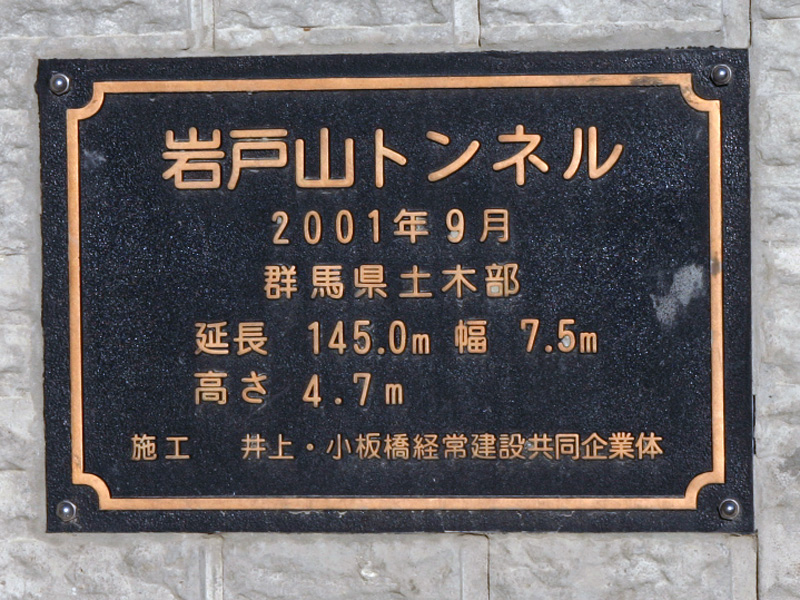 岩戸山トンネル
2001年9月
群馬県土木部
延長 145.0m 幅 7.5m
高さ 4.7m
施工 井上・小板橋経常建設共同企業体